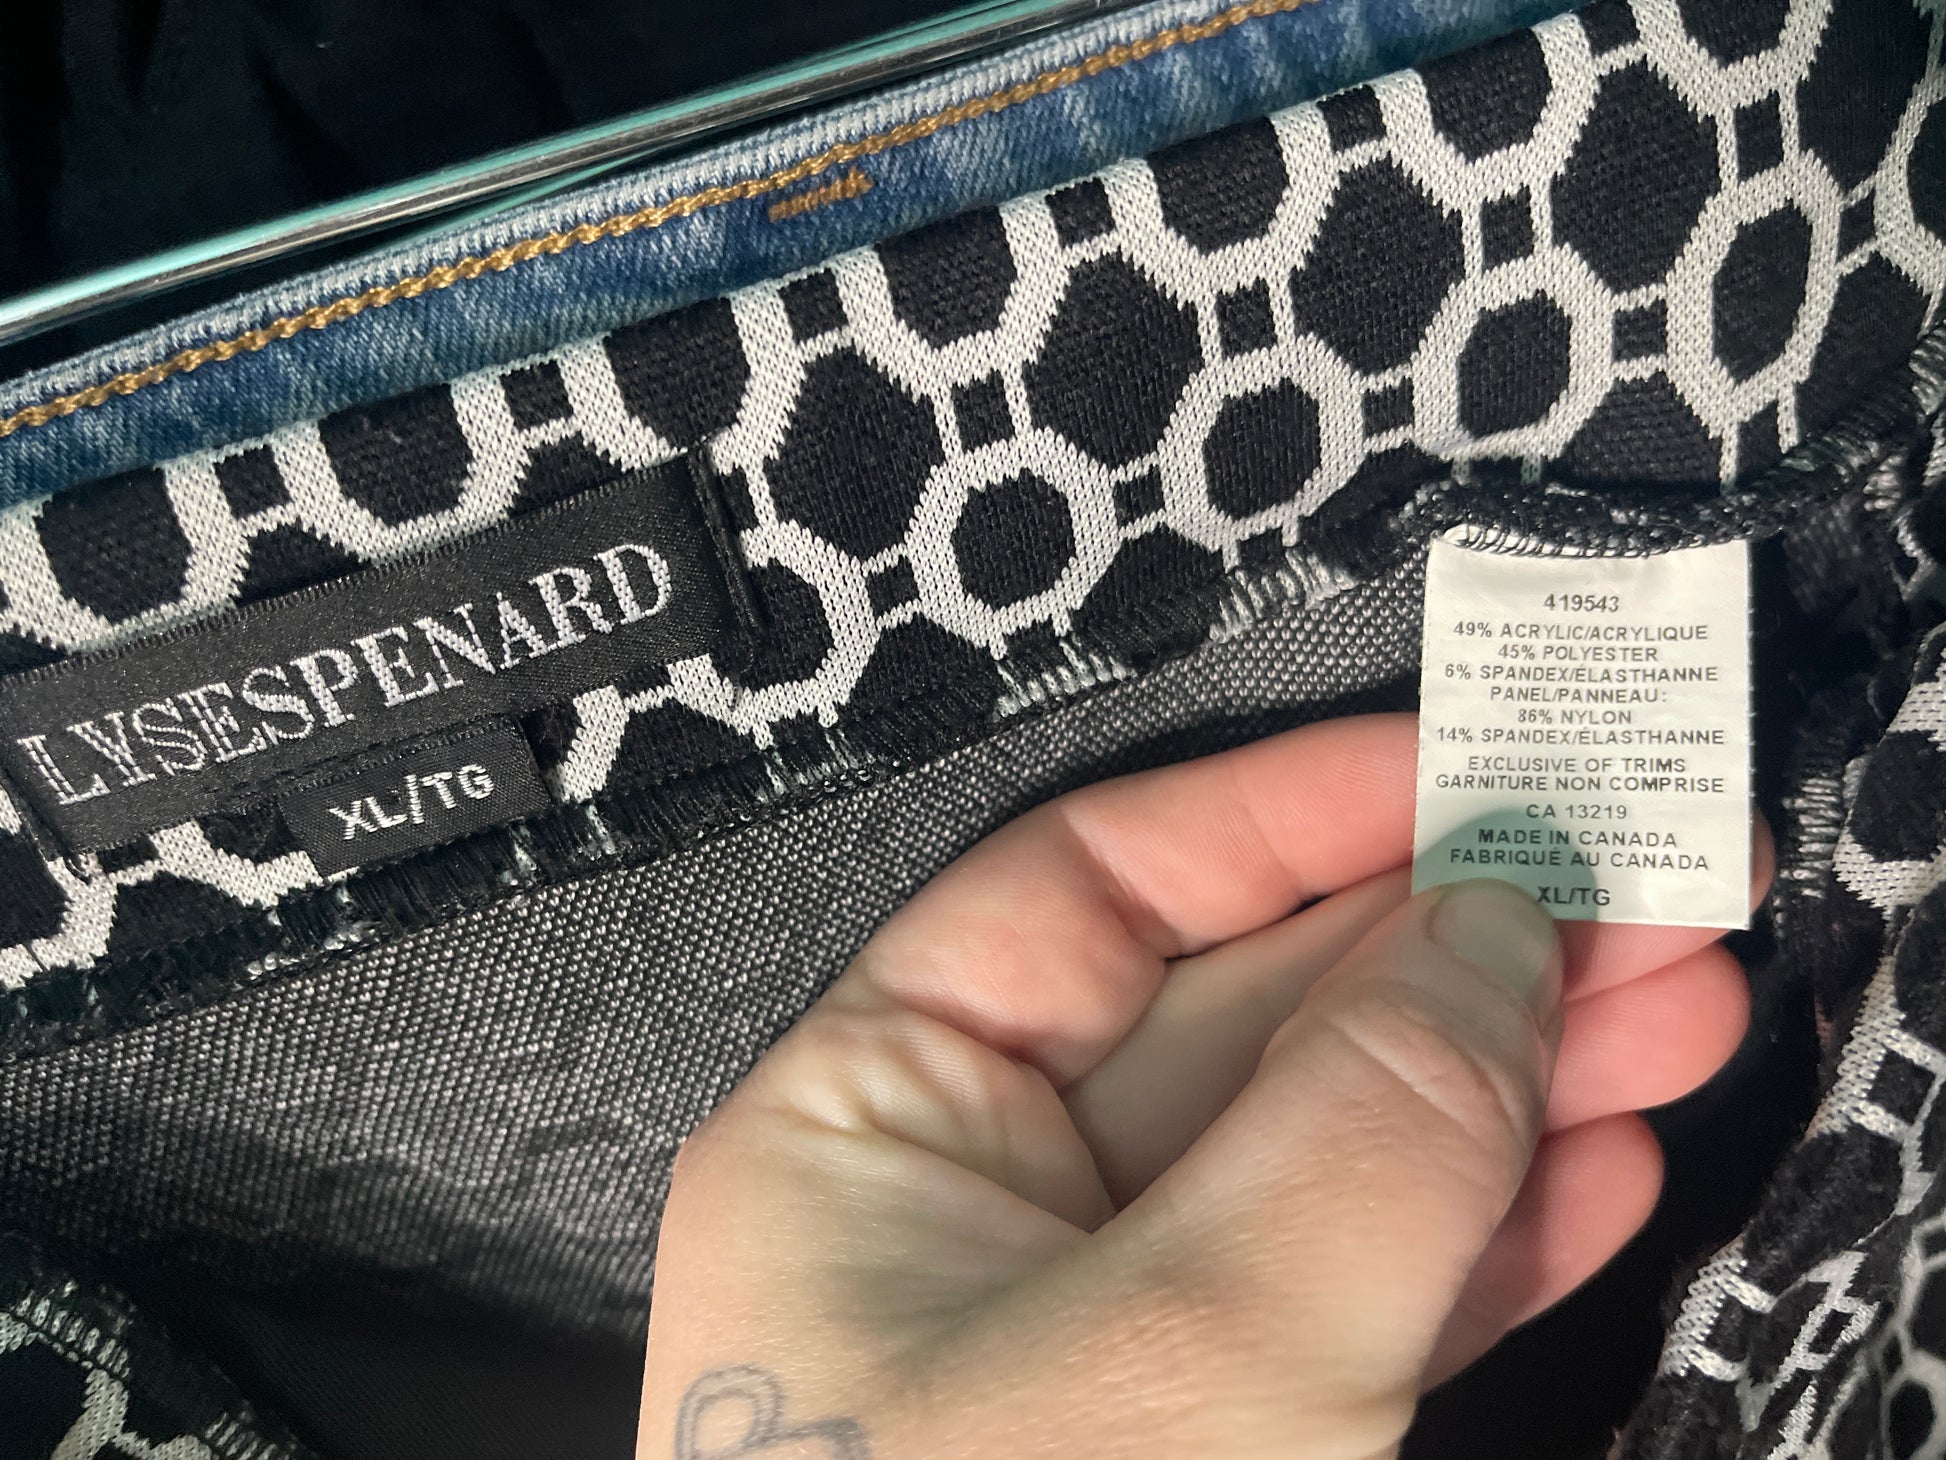 LYSESPENARD
XL/TG
419543
49% ACRYLIC/ACRYLIQUE
45% POLYESTER
6% SPANDEX/ÉLASTHANNE
PANEL/PANNEAU:
86% NYLON
14% SPANDEX/ÉLASTHANNE
EXCLUSIVE OF TRIMS
GARNITURE NON COMPRISE
CA 13219
MADE IN CANADA
FABRIQUÉ AU CANADA
XL/TG